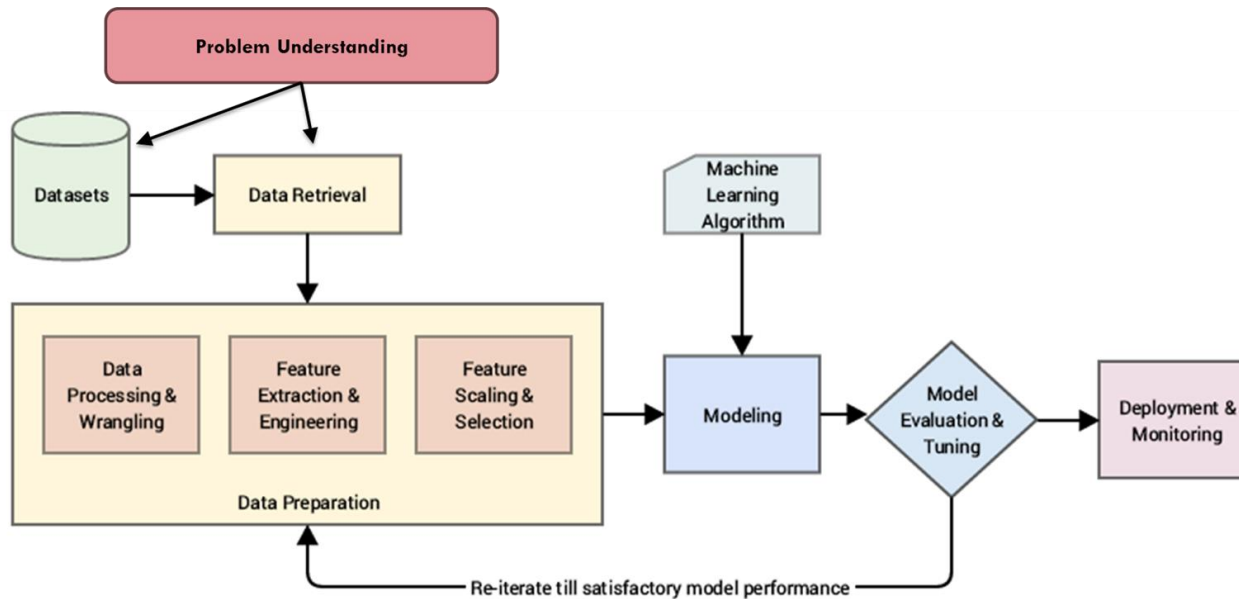 Problem Understanding
Datasets
Data Retrieval
Machine
Learning
Algorithm
Data
Processing &
Wrangling
Feature
Extraction &
Engineering
Feature
Scaling &
Selection
Data Preparation
Modeling
Model
Evaluation &
Tuning
Deployment &
Monitoring
Re-iterate till satisfactory model performance